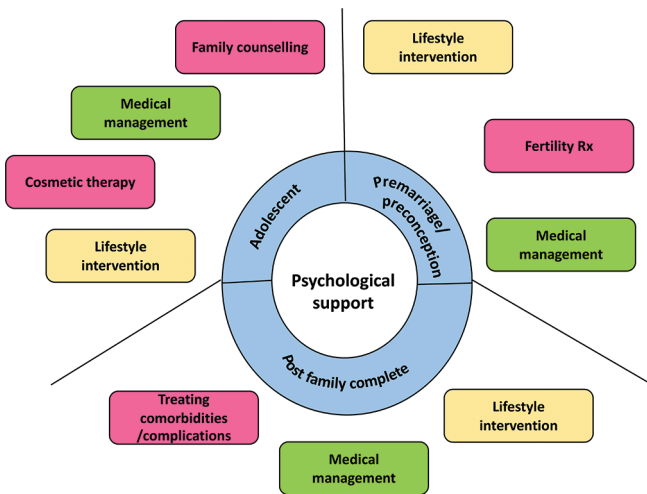 Family counselling
Lifestyle
intervention
Medical
management
Fertility Rx
Cosmetic therapy
Adolescent
Premarriage/
preconception
Lifestyle
intervention
Medical
management
Psychological
support
Post family complete
Treating
comorbidities
/complications
Lifestyle
intervention
Medical
management